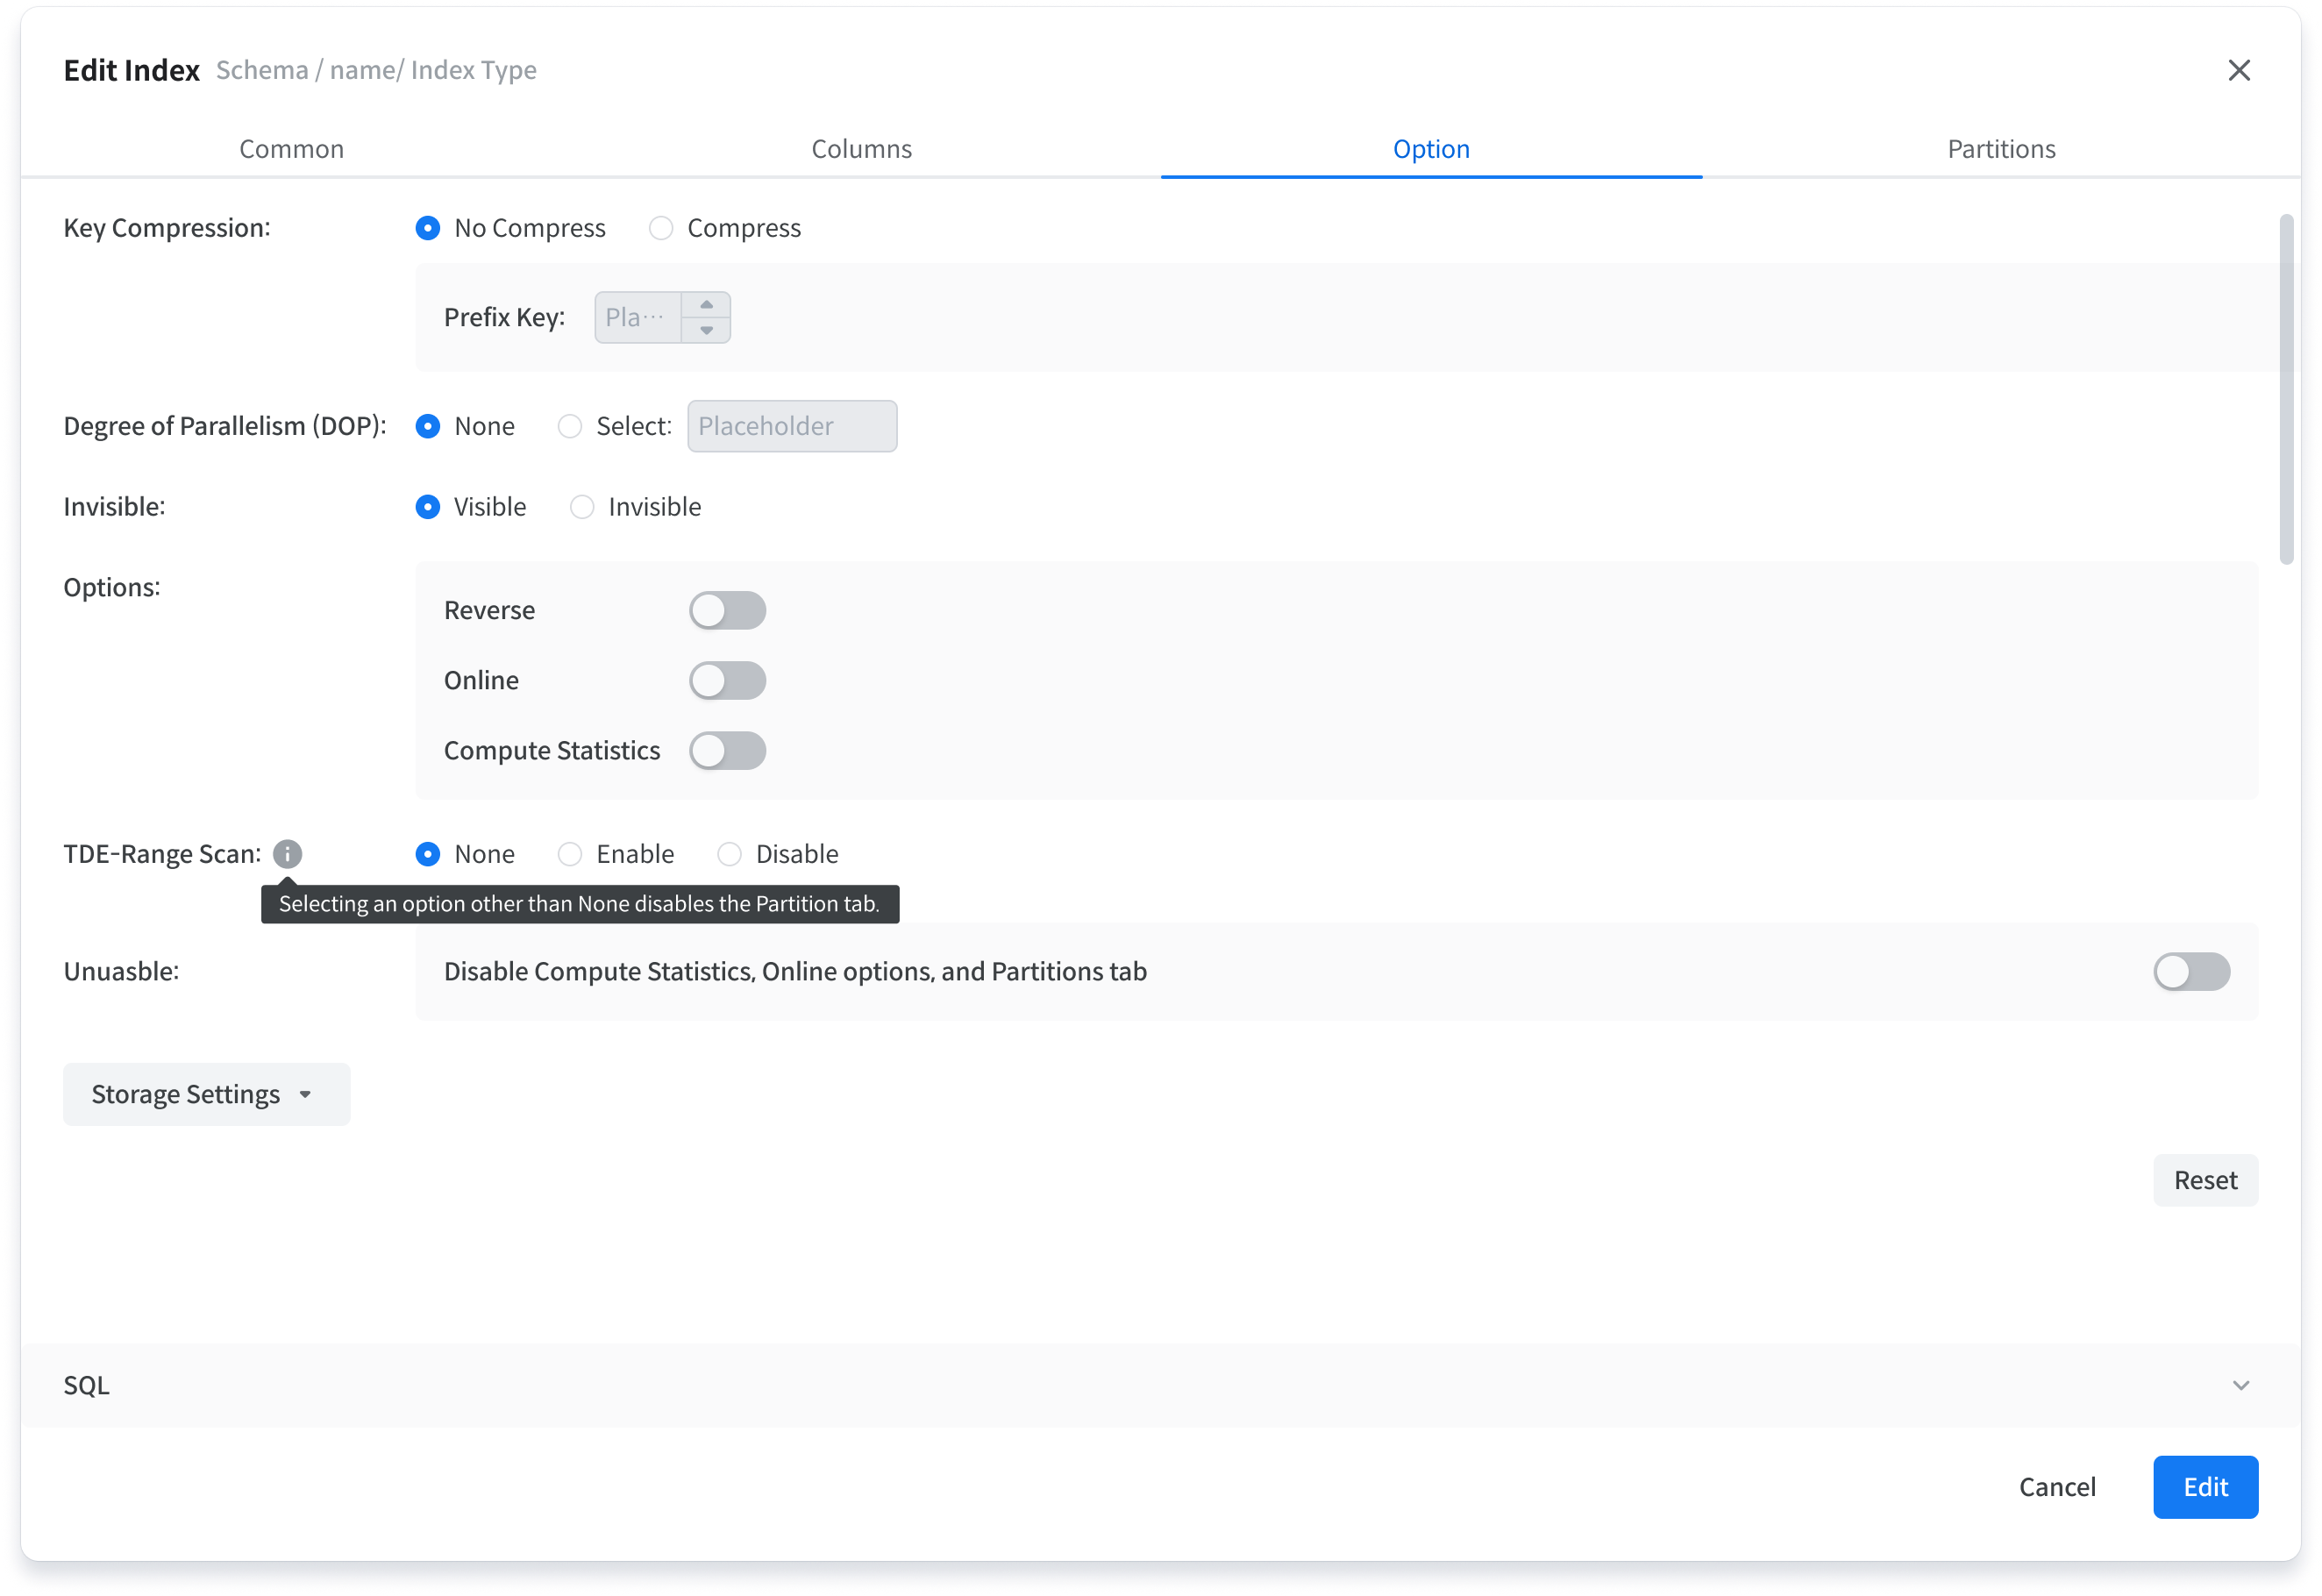 Edit Index Schema / name/ Index Type
Common Columns Option Partitions
Key Compression: No Compress Compress
Prefix Key: Pla···
Degree of Parallelism (DOP): None Select: Placeholder
Invisible: Visible Invisible
Options:
Reverse
Online
Compute Statistics
TDE-Range Scan: None Enable Disable
Selecting an option other than None disables the Partition tab.
Unuasble: Disable Compute Statistics, Online options, and Partitions tab
Storage Settings
Reset
SQL
Cancel Edit